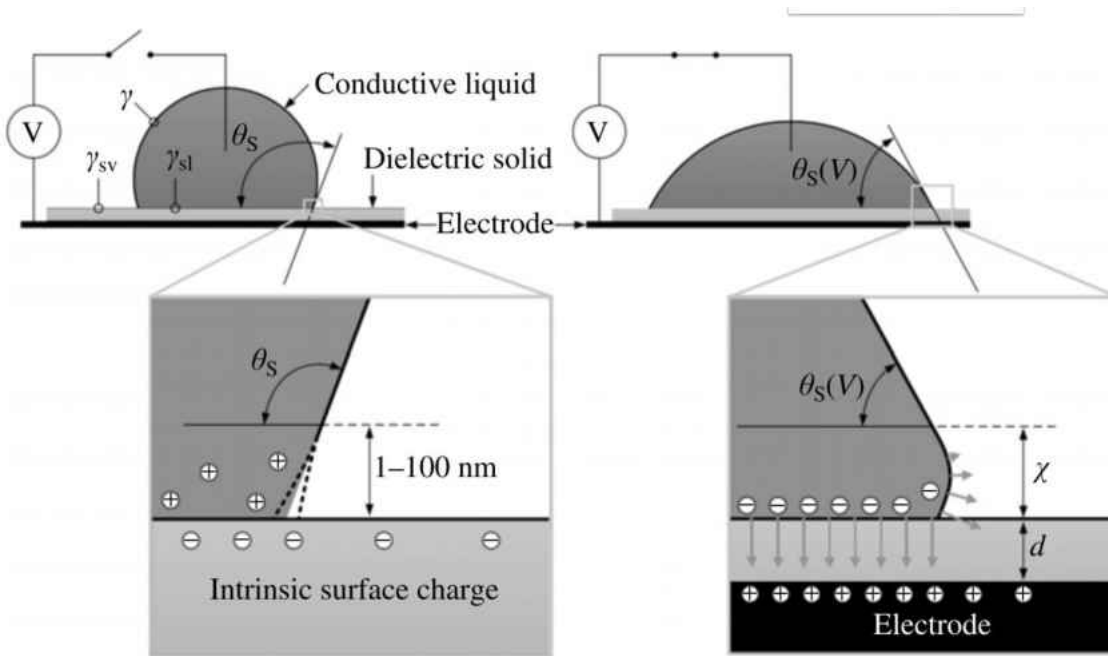 V
γ
θS
Conductive liquid
γsv
γsl
Dielectric solid
Electrode
V
θS(V)
θS
1–100 nm
Intrinsic surface charge
θS(V)
χ
d
Electrode